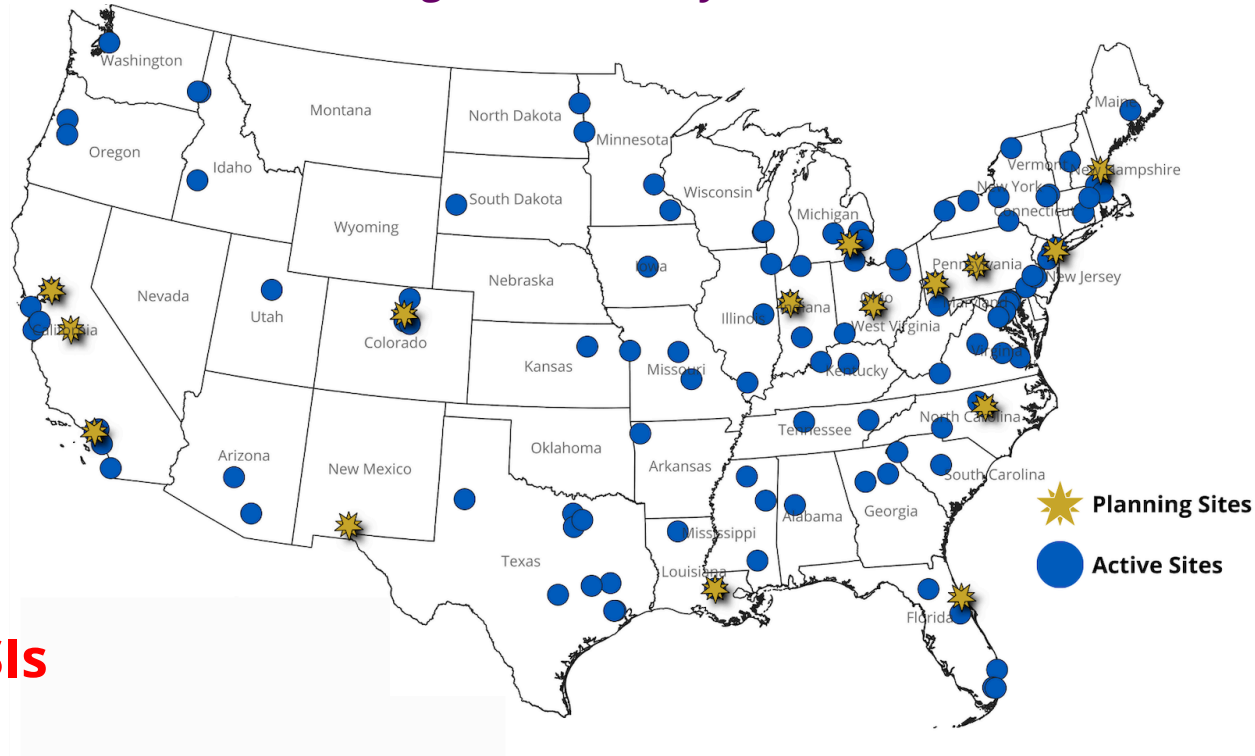 Washington
Montana
North Dakota
Minnesota
Maine
Oregon
Idaho
Vermont
New Hampshire
South Dakota
Wisconsin
New York
Wyoming
Michigan
Connecticut
Nebraska
Iowa
Pennsylvania
Nevada
Utah
Illinois
Indiana
Ohio
Maryland
New Jersey
California
Colorado
West Virginia
Kansas
Missouri
Kentucky
Virginia
North Carolina
Tennessee
Oklahoma
Arizona
New Mexico
Arkansas
South Carolina
Planning Sites
Alabama
Georgia
Mississippi
Texas
Louisiana
Active Sites
Florida